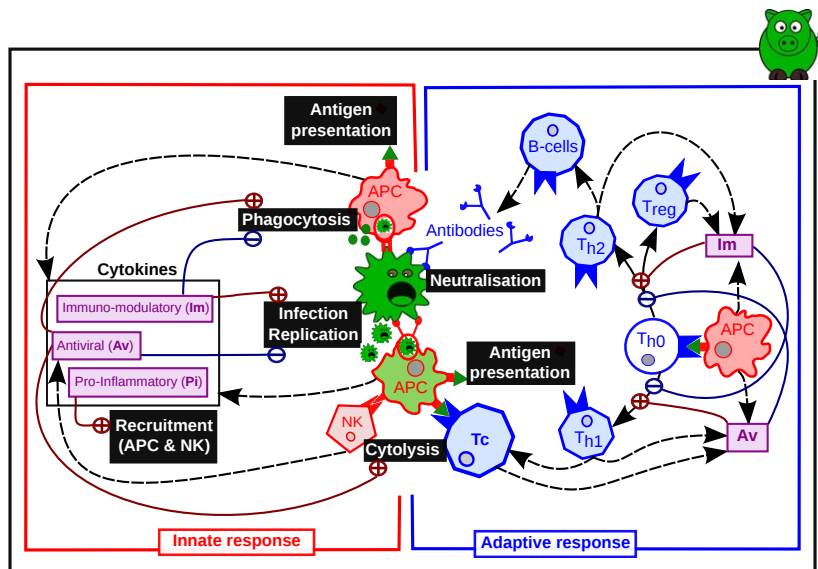 Antigen
presentation
APC
B-cells
Phagocytosis
Treg
Antibodies
Th2
Im
Cytokines
Neutralisation
Immuno-modulatory (Im)
Infection
Replication
Antiviral (Av)
Th0
APC
Antigen
presentation
Pro-Inflammatory (Pi)
APC
Recruitment
(APC & NK)
NK
Cytolysis
Tc
Th1
Av
Innate response
Adaptive response